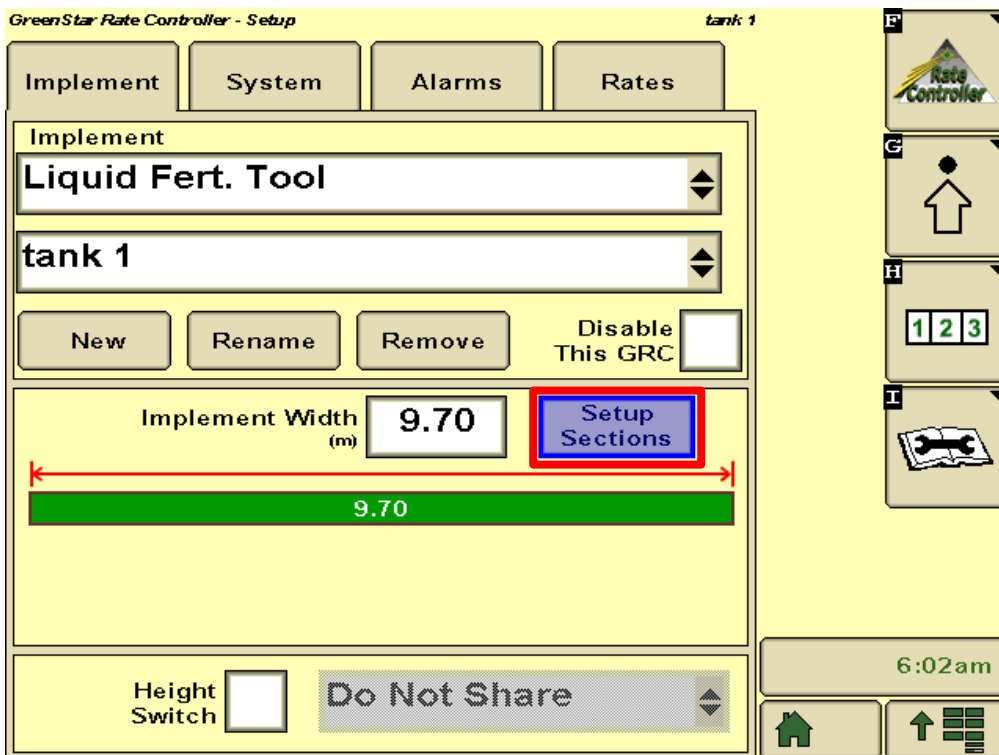 GreenStar Rate Controller - Setup
tank 1
F
Implement
System
Alarms
Rates
Rate
Controller
Implement
Liquid Fert. Tool
G
tank 1
H
New
Rename
Remove
Disable
This GRC
1 2 3
I
Implement Width
(m)
9.70
Setup
Sections
9.70
Height
Switch
Do Not Share
6:02am